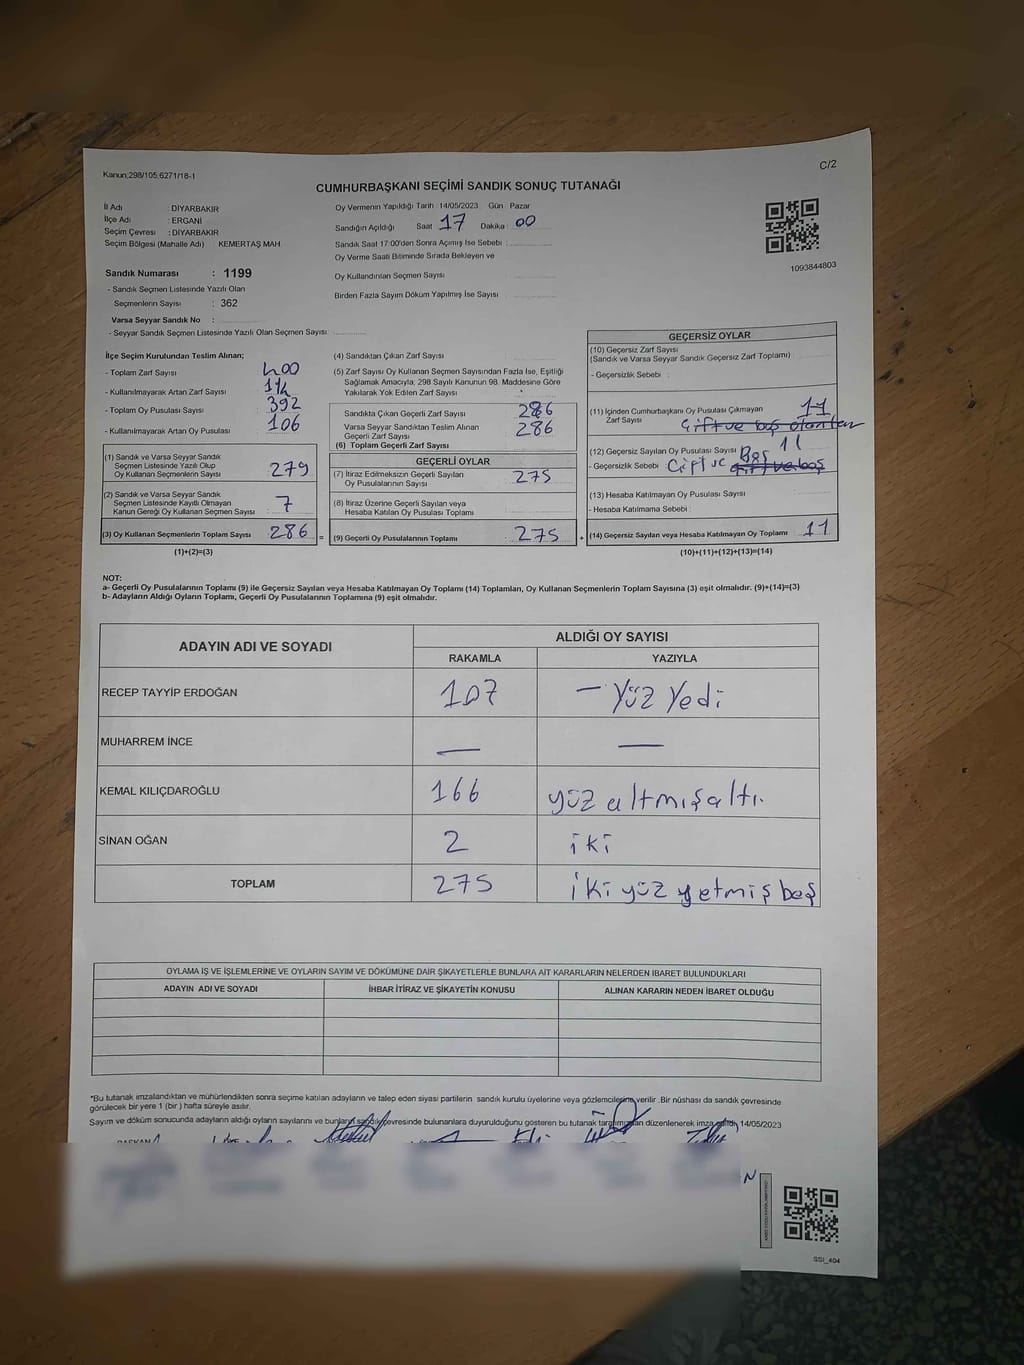 Kanun;298/105,6271/18-1
C/2
CUMHURBAŞKANI SEÇİMİ SANDIK SONUÇ TUTANAĞI
İl Adı : DİYARBAKIR
İlçe Adı : ERGANİ
Seçim Çevresi : DİYARBAKIR
Seçim Bölgesi (Mahalle Adı) KEMERTAŞ MAH
Sandık Numarası : 1199
- Sandık Seçmen Listesinde Yazılı Olan
Seçmenlerin Sayısı : 362
Varsa Seyyar Sandık No :
- Seyyar Sandık Seçmen Listesinde Yazılı Olan Seçmen Sayısı:
Oy Vermenin Yapıldığı Tarih :14/05/2023 Gün : Pazar
Sandığın Açıldığı Saat 17 Dakika : 00
Sandık Saat 17:00'den Sonra Açımış İse Sebebi :
Oy Verme Saati Bitiminde Sırada Bekleyen ve
Oy Kullandırılan Seçmen Sayısı
Birden Fazla Sayım Döküm Yapılmış İse Sayısı :
1093844803
İlçe Seçim Kurulundan Teslim Alınan;
- Toplam Zarf Sayısı : 400
- Kullanılmayarak Artan Zarf Sayısı : 114
- Toplam Oy Pusulası Sayısı : 392
- Kullanılmayarak Artan Oy Pusulası : 106
(1) Sandık ve Varsa Seyyar Sandık
Seçmen Listesinde Yazılı Olup
Oy Kullanan Seçmenlerin Sayısı : 279
(2) Sandık ve Varsa Seyyar Sandık
Seçmen Listesinde Kayıtlı Olmayan
Kanun Gereği Oy Kullanan Seçmen Sayısı : 7
(3) Oy Kullanan Seçmenlerin Toplam Sayısı : 286
(1)+(2)=(3)
(4) Sandıktan Çıkan Zarf Sayısı
(5) Zarf Sayısı Oy Kullanan Seçmen Sayısından Fazla İse, Eşitliği
Sağlamak Amacıyla, 298 Sayılı Kanunun 98. Maddesine Göre
Yakılarak Yok Edilen Zarf Sayısı :
Sandıkta Çıkan Geçerli Zarf Sayısı : 286
Varsa Seyyar Sandıktan Teslim Alınan
Geçerli Zarf Sayısı : 286
(6) Toplam Geçerli Zarf Sayısı
GEÇERLİ OYLAR
(7) İtiraz Edilmeksizin Geçerli Sayılan
Oy Pusulalarının Sayısı : 275
(8) İtiraz Üzerine Geçerli Sayılan veya
Hesaba Katılan Oy Pusulası Toplamı
= (9) Geçerli Oy Pusulalarının Toplamı : 275
GEÇERSİZ OYLAR
(10) Geçersiz Zarf Sayısı
(Sandık ve Varsa Seyyar Sandık Geçersiz Zarf Toplamı) :
- Geçersizlik Sebebi :
(11) İçinden Cumhurbaşkanı Oy Pusulası Çıkmayan
Zarf Sayısı : 11
Çift ve boş olanlar
(12) Geçersiz Sayılan Oy Pusulası Sayısı : 11
- Geçersizlik Sebebi Çift ve Boş çift ve boş
(13) Hesaba Katılmayan Oy Pusulası Sayısı
- Hesaba Katılmama Sebebi :
+ (14) Geçersiz Sayılan veya Hesaba Katılmayan Oy Toplamı : 11
(10)+(11)+(12)+(13)=(14)
NOT:
a- Geçerli Oy Pusulalarının Toplamı (9) ile Geçersiz Sayılan veya Hesaba Katılmayan Oy Toplamı (14) Toplamları, Oy Kullanan Seçmenlerin Toplam Sayısına (3) eşit olmalıdır. (9)+(14)=(3)
b- Adayların Aldığı Oyların Toplamı, Geçerli Oy Pusulalarının Toplamına (9) eşit olmalıdır.
ADAYIN ADI VE SOYADI
ALDIĞI OY SAYISI
RAKAMLA YAZIYLA
RECEP TAYYİP ERDOĞAN 107 — Yüz Yedi
MUHARREM İNCE — —
KEMAL KILIÇDAROĞLU 166 yüz altmışaltı.
SİNAN OĞAN 2 iki
TOPLAM 275 iki yüz yetmiş beş
OYLAMA İŞ VE İŞLEMLERİNE VE OYLARIN SAYIM VE DÖKÜMÜNE DAİR ŞİKAYETLERLE BUNLARA AİT KARARLARIN NELERDEN İBARET BULUNDUKLARI
ADAYIN ADI VE SOYADI İHBAR İTİRAZ VE ŞİKAYETİN KONUSU ALINAN KARARIN NEDEN İBARET OLDUĞU
*Bu tutanak imzalandıktan ve mühürlendikten sonra seçime katılan adayların ve talep eden siyasi partilerin sandık kurulu üyelerine veya gözlemcilerine verilir .Bir nüshası da sandık çevresinde
görülecek bir yere 1 (bir) hafta süreyle asılır.
Sayım ve döküm sonucunda adayların aldığı oyların sayılarını ve bunların sandık çevresinde bulunanlara duyurulduğunu gösteren bu tutanak tarafımızdan düzenlenerek imza edildi. 14/05/2023
SSİ_404